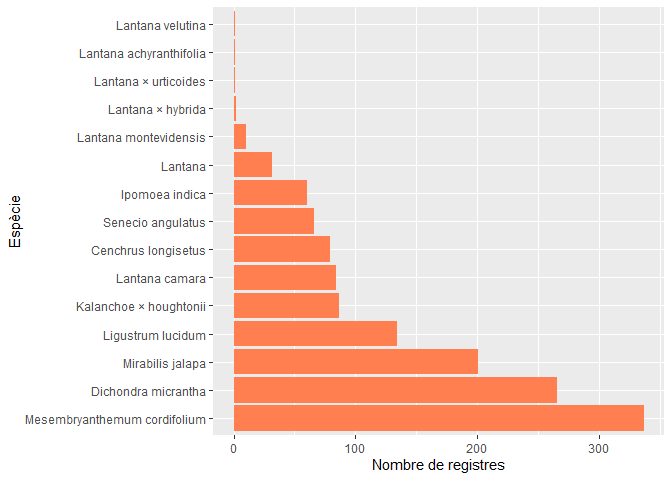 Lantana velutina
Lantana achyranthifolia
Lantana × urticoides
Lantana × hybrida
Lantana montevidensis
Lantana
Ipomoea indica
Senecio angulatus
Cenchrus longisetus
Lantana camara
Kalanchoe × houghtonii
Ligustrum lucidum
Mirabilis jalapa
Dichondra micrantha
Mesembryanthemum cordifolium
Espècie
0 100 200 300
Nombre de registres